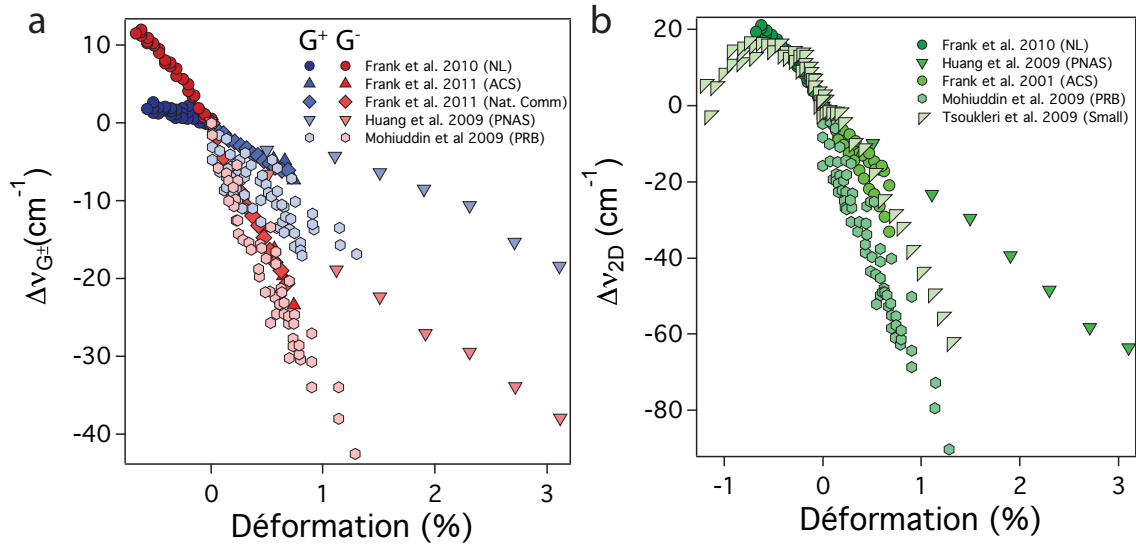 a
G+ G-
Frank et al. 2010 (NL)
Frank et al. 2011 (ACS)
Frank et al. 2011 (Nat. Comm)
Huang et al. 2009 (PNAS)
Mohiuddin et al 2009 (PRB)
10
0
-10
-20
-30
-40
ΔνG±(cm-1)
0 1 2 3
Déformation (%)
b
Frank et al. 2010 (NL)
Huang et al. 2009 (PNAS)
Frank et al. 2001 (ACS)
Mohiuddin et al. 2009 (PRB)
Tsoukleri et al. 2009 (Small)
20
0
-20
-40
-60
-80
Δν2D (cm-1)
-1 0 1 2 3
Déformation (%)